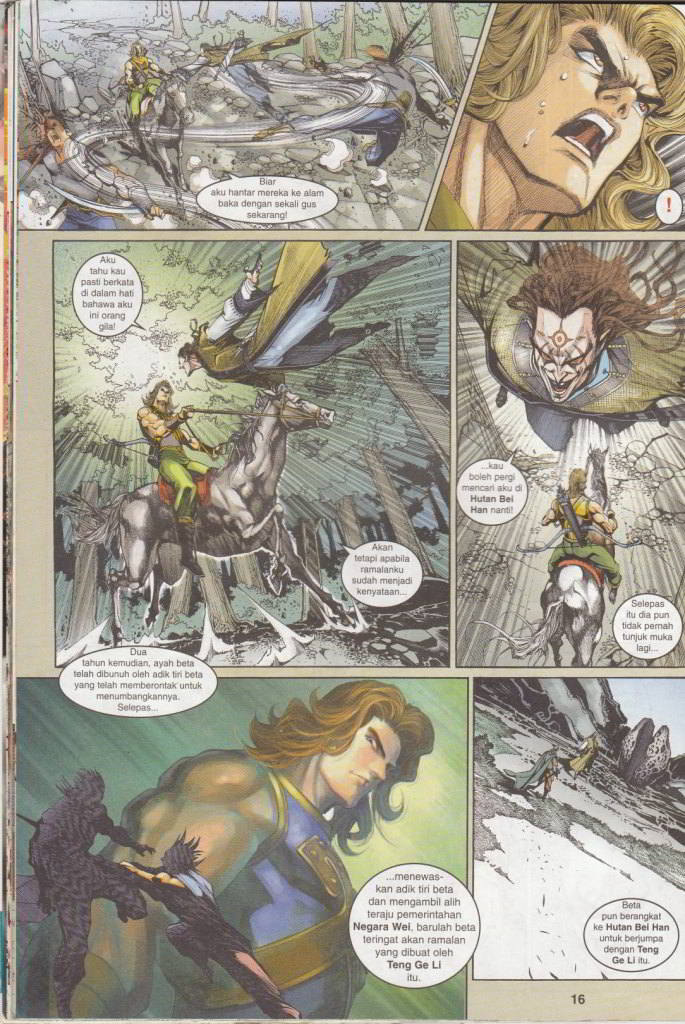 Biar
aku hantar mereka ke alam
baka dengan sekali gus
sekarang!
!
Aku
tahu kau
pasti berkata
di dalam hati
bahawa aku
ini orang
gila!
Akan
tetapi apabila
ramalanku
sudah menjadi
kenyataan...
...kau
boleh pergi
mencari aku di
Hutan Bei
Han nanti!
Selepas
itu dia pun
tidak pernah
tunjuk muka
lagi...
Dua
tahun kemudian, ayah beta
telah dibunuh oleh adik tiri beta
yang telah memberontak untuk
menumbangkannya.
Selepas...
...menewas-
kan adik tiri beta
dan mengambil alih
teraju pemerintahan
Negara Wei, barulah beta
teringat akan ramalan
yang dibuat oleh
Teng Ge Li
itu.
Beta
pun berangkat
ke Hutan Bei Han
untuk berjumpa
dengan Teng
Ge Li itu.
16